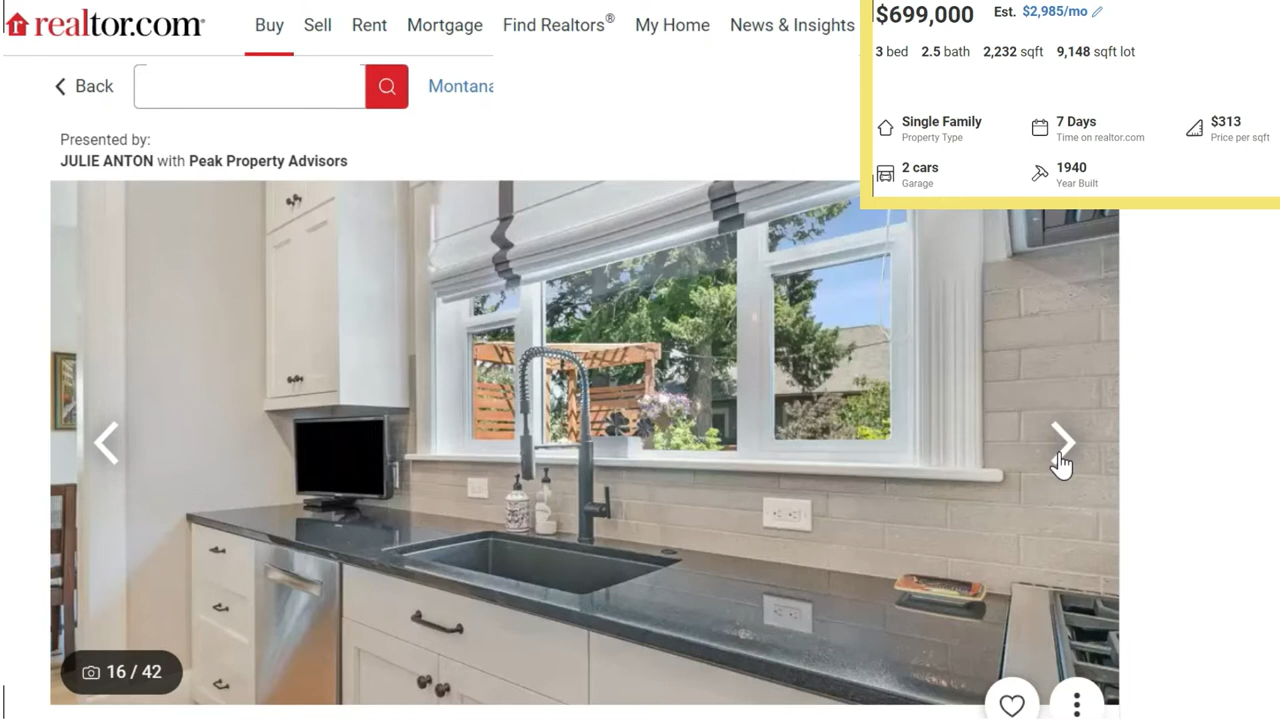 realtor.com®
Buy Sell Rent Mortgage Find Realtors® My Home News & Insights
Back
Montana
Presented by:
JULIE ANTON with Peak Property Advisors
$699,000 Est. $2,985/mo
3 bed 2.5 bath 2,232 sqft 9,148 sqft lot
Single Family 7 Days $313
Property Type Time on realtor.com Price per sqft
2 cars 1940
Garage Year Built
16 / 42